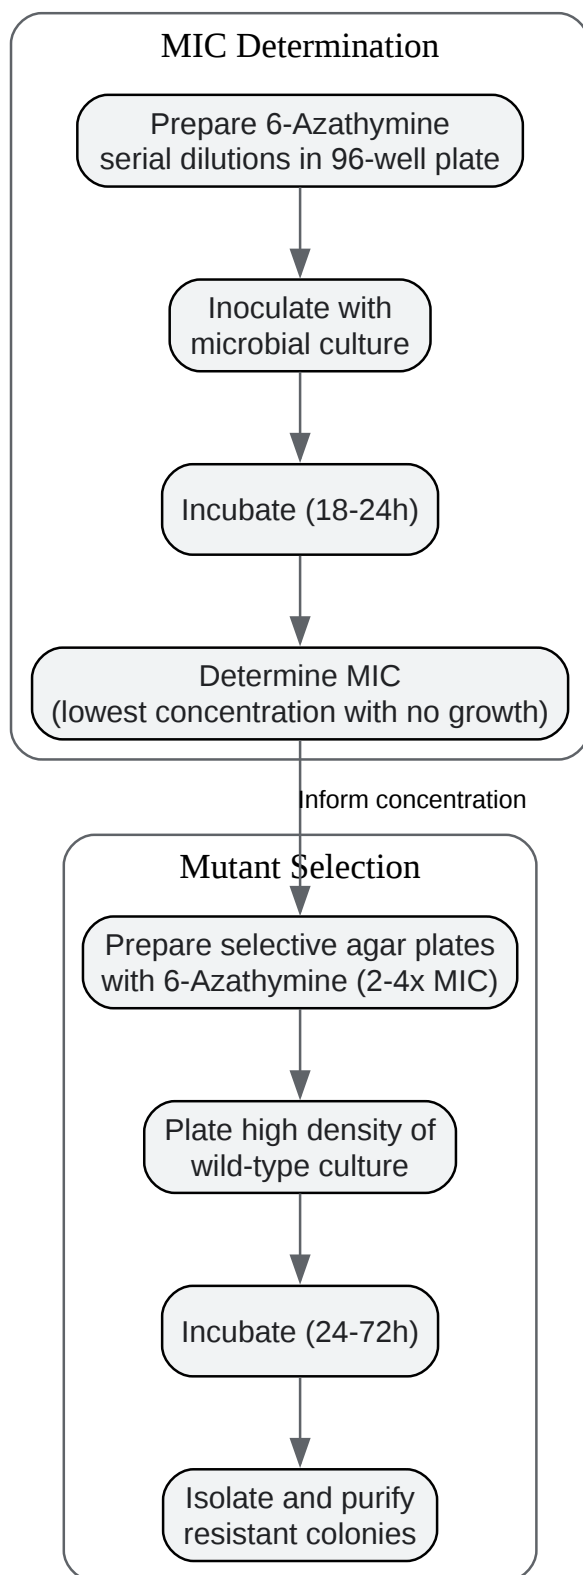 MIC Determination
Prepare 6-Azathymine
serial dilutions in 96-well plate
Inoculate with
microbial culture
Incubate (18-24h)
Determine MIC
(lowest concentration with no growth)
Inform concentration
Mutant Selection
Prepare selective agar plates
with 6-Azathymine (2-4x MIC)
Plate high density of
wild-type culture
Incubate (24-72h)
Isolate and purify
resistant colonies